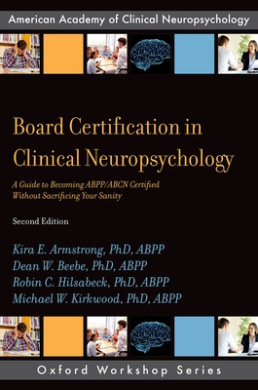 American Academy of Clinical Neuropsychology
Board Certification in
Clinical Neuropsychology
A Guide to Becoming ABPP/ABCN Certified
Without Sacrificing Your Sanity
Second Edition
Kira E. Armstrong, PhD, ABPP
Dean W. Beebe, PhD, ABPP
Robin C. Hilsabeck, PhD, ABPP
Michael W. Kirkwood, PhD, ABPP
Oxford Workshop Series